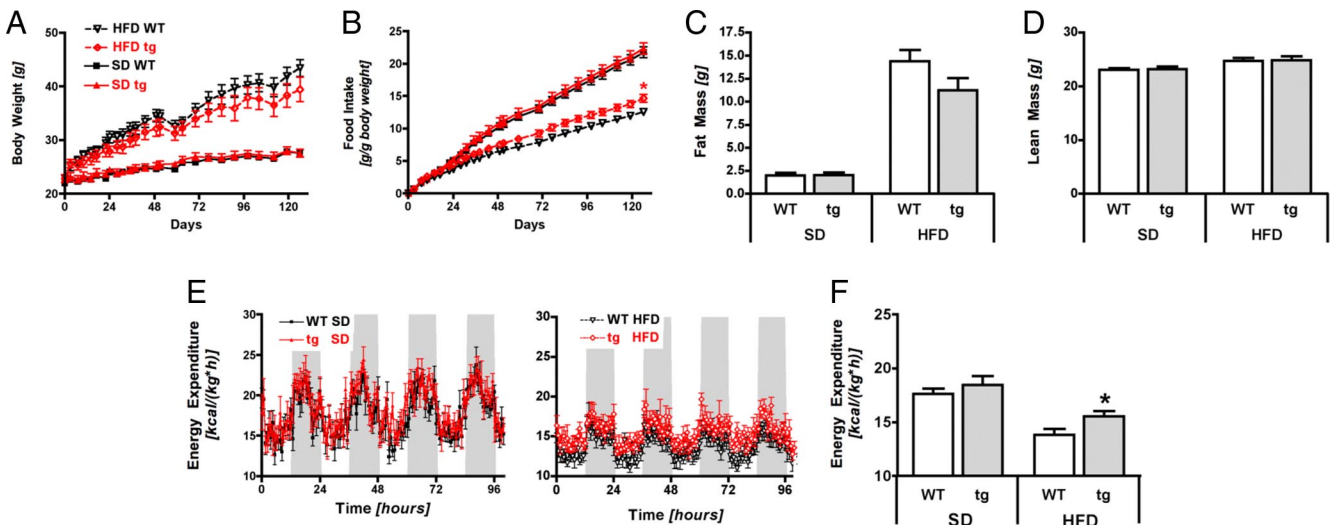 A
HFD WT
HFD tg
SD WT
SD tg
Body Weight [g]
50
40
30
20
0 24 48 72 96 120
Days
B
Food Intake
[g/g body weight]
25
20
15
10
5
0
*
0 24 48 72 96 120
Days
C
Fat Mass [g]
17.5
15.0
12.5
10.0
7.5
5.0
2.5
0.0
WT tg WT tg
SD HFD
D
Lean Mass [g]
30
20
10
0
WT tg WT tg
SD HFD
E
Energy Expenditure
[kcal/(kg*h)]
30
25
20
15
10
WT SD
tg SD
0 24 48 72 96
Time [hours]
Energy Expenditure
[kcal/(kg*h)]
30
25
20
15
10
WT HFD
tg HFD
0 24 48 72 96
Time [hours]
F
Energy Expenditure
[kcal/(kg*h)]
25
20
15
10
*
WT tg WT tg
SD HFD